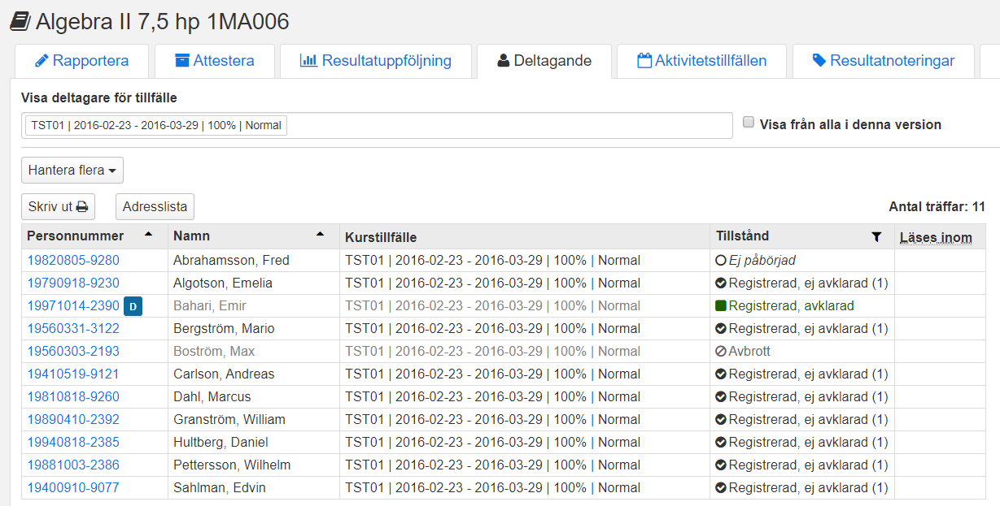 Algebra II 7,5 hp 1MA006
Rapportera Attestera Resultatuppföljning Deltagande Aktivitetstillfällen Resultatnoteringar
Visa deltagare för tillfälle
TST01 | 2016-02-23 - 2016-03-29 | 100% | Normal Visa från alla i denna version
Hantera flera
Skriv ut Adresslista Antal träffar: 11
Personnummer Namn Kurstillfälle Tillstånd Läses inom
19820805-9280 Abrahamsson, Fred TST01 | 2016-02-23 - 2016-03-29 | 100% | Normal Ej påbörjad
19790918-9230 Algotson, Emelia TST01 | 2016-02-23 - 2016-03-29 | 100% | Normal Registrerad, ej avklarad (1)
19971014-2390 D Bahari, Emir TST01 | 2016-02-23 - 2016-03-29 | 100% | Normal Registrerad, avklarad
19560331-3122 Bergström, Mario TST01 | 2016-02-23 - 2016-03-29 | 100% | Normal Registrerad, ej avklarad (1)
19560303-2193 Boström, Max TST01 | 2016-02-23 - 2016-03-29 | 100% | Normal Avbrott
19410519-9121 Carlson, Andreas TST01 | 2016-02-23 - 2016-03-29 | 100% | Normal Registrerad, ej avklarad (1)
19810818-9260 Dahl, Marcus TST01 | 2016-02-23 - 2016-03-29 | 100% | Normal Registrerad, ej avklarad (1)
19890410-2392 Granström, William TST01 | 2016-02-23 - 2016-03-29 | 100% | Normal Registrerad, ej avklarad (1)
19940818-2385 Hultberg, Daniel TST01 | 2016-02-23 - 2016-03-29 | 100% | Normal Registrerad, ej avklarad (1)
19881003-2386 Pettersson, Wilhelm TST01 | 2016-02-23 - 2016-03-29 | 100% | Normal Registrerad, ej avklarad (1)
19400910-9077 Sahlman, Edvin TST01 | 2016-02-23 - 2016-03-29 | 100% | Normal Registrerad, ej avklarad (1)